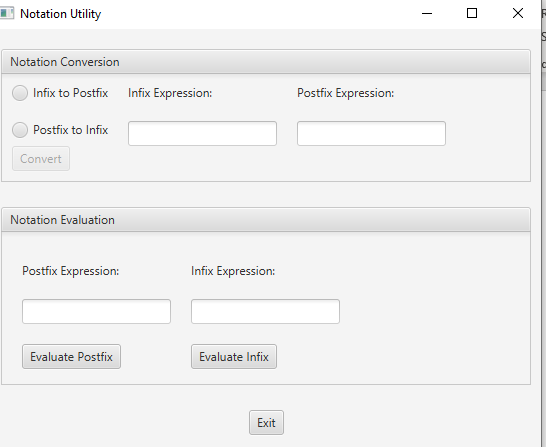 Notation Utility
Notation Conversion
Infix to Postfix Infix Expression: Postfix Expression:
Postfix to Infix
Convert
Notation Evaluation
Postfix Expression: Infix Expression:
Evaluate Postfix Evaluate Infix
Exit